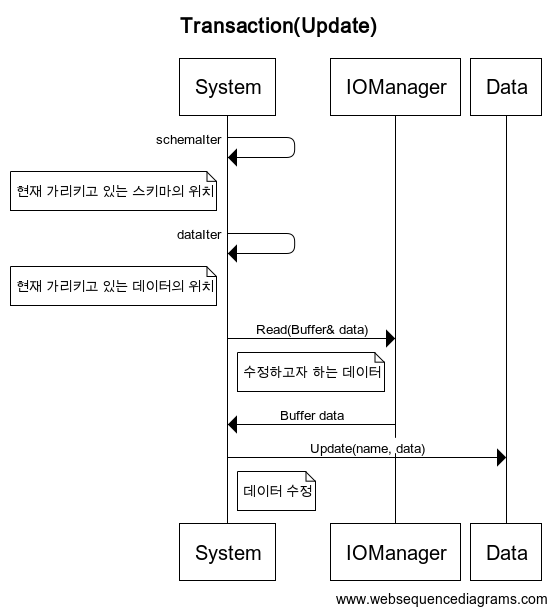 Transaction(Update)
System
IOManager
Data
schemaIter
현재 가리키고 있는 스키마의 위치
dataIter
현재 가리키고 있는 데이터의 위치
Read(Buffer& data)
수정하고자 하는 데이터
Buffer data
Update(name, data)
데이터 수정
System
IOManager
Data
www.websequencediagrams.com